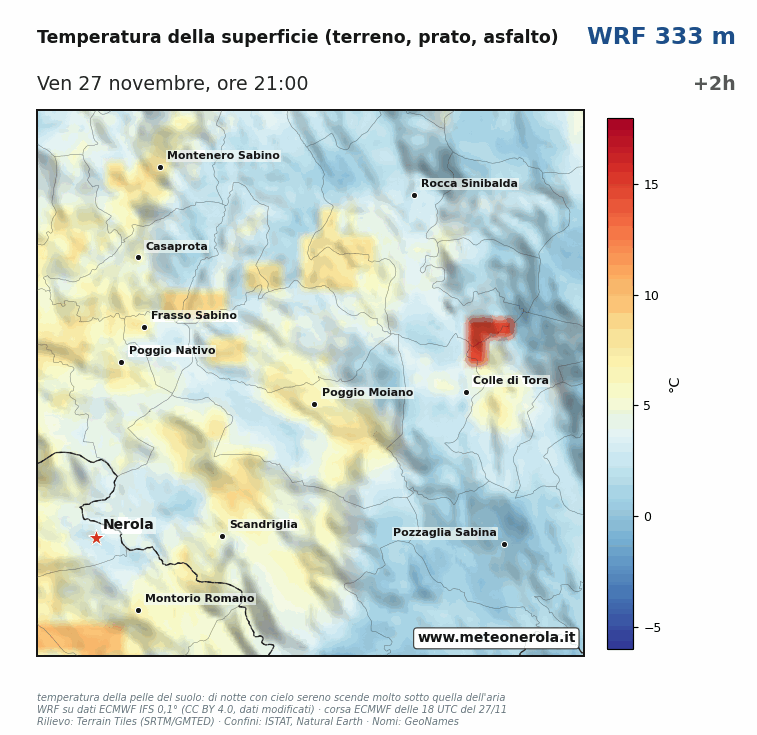 Temperatura della superficie (terreno, prato, asfalto)
WRF 333 m
Ven 27 novembre, ore 21:00
+2h
Montenero Sabino
Rocca Sinibalda
Casaprota
Frasso Sabino
Poggio Nativo
Colle di Tora
Poggio Moiano
Nerola
Scandriglia
Pozzaglia Sabina
Montorio Romano
www.meteonerola.it
15
10
5
0
−5
°C
temperatura della pelle del suolo: di notte con cielo sereno scende molto sotto quella dell'aria
WRF su dati ECMWF IFS 0,1° (CC BY 4.0, dati modificati) · corsa ECMWF delle 18 UTC del 27/11
Rilievo: Terrain Tiles (SRTM/GMTED) · Confini: ISTAT, Natural Earth · Nomi: GeoNames